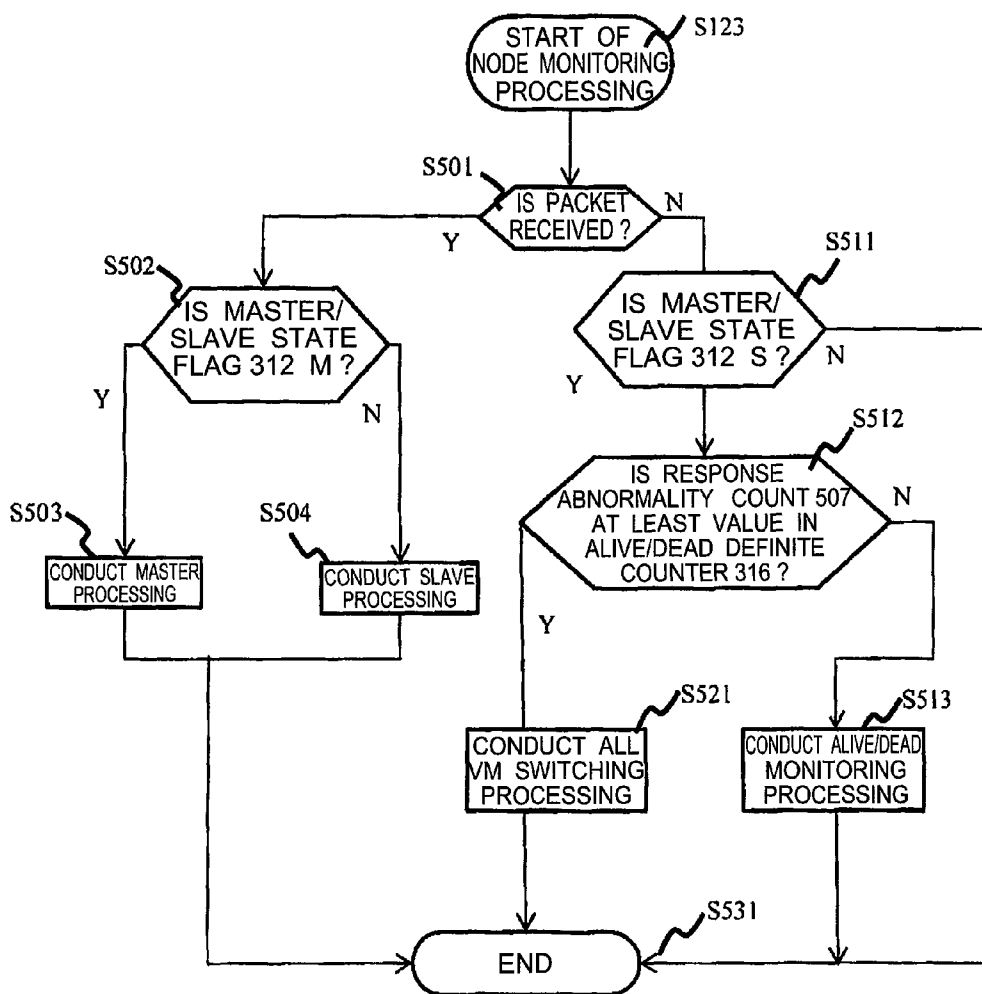 START OF
NODE MONITORING
PROCESSING
S123
S501
IS PACKET
RECEIVED ?
Y
N
S502
IS MASTER/
SLAVE STATE
FLAG 312 M ?
Y
N
S511
IS MASTER/
SLAVE STATE
FLAG 312 S ?
Y
N
S512
IS RESPONSE
ABNORMALITY COUNT 507
AT LEAST VALUE IN
ALIVE/DEAD DEFINITE
COUNTER 316 ?
Y
N
S503
CONDUCT MASTER
PROCESSING
S504
CONDUCT SLAVE
PROCESSING
S521
CONDUCT ALL
VM SWITCHING
PROCESSING
S513
CONDUCT ALIVE/DEAD
MONITORING
PROCESSING
S531
END